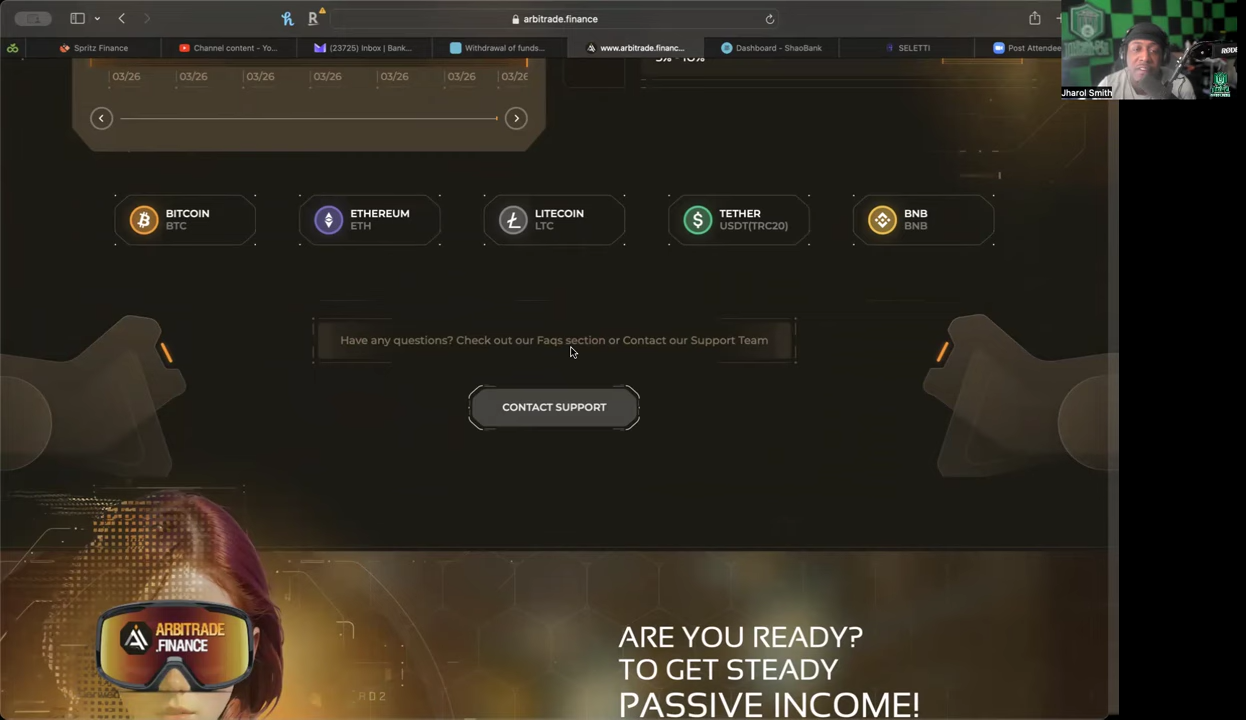 arbitrade.finance
Spritz Finance
Channel content - Yo...
(23725) Inbox | Bank...
Withdrawal of funds...
www.arbitrade.financ...
Dashboard - ShaoBank
SELETTI
Post Attendee
RØDE
Jharol Smith
03/26 03/26 03/26 03/26 03/26 03/26 03/26
BITCOIN
BTC
ETHEREUM
ETH
LITECOIN
LTC
TETHER
USDT(TRC20)
BNB
BNB
Have any questions? Check out our Faqs section or Contact our Support Team
CONTACT SUPPORT
ARBITRADE
.FINANCE
RD2
ARE YOU READY?
TO GET STEADY
PASSIVE INCOME!